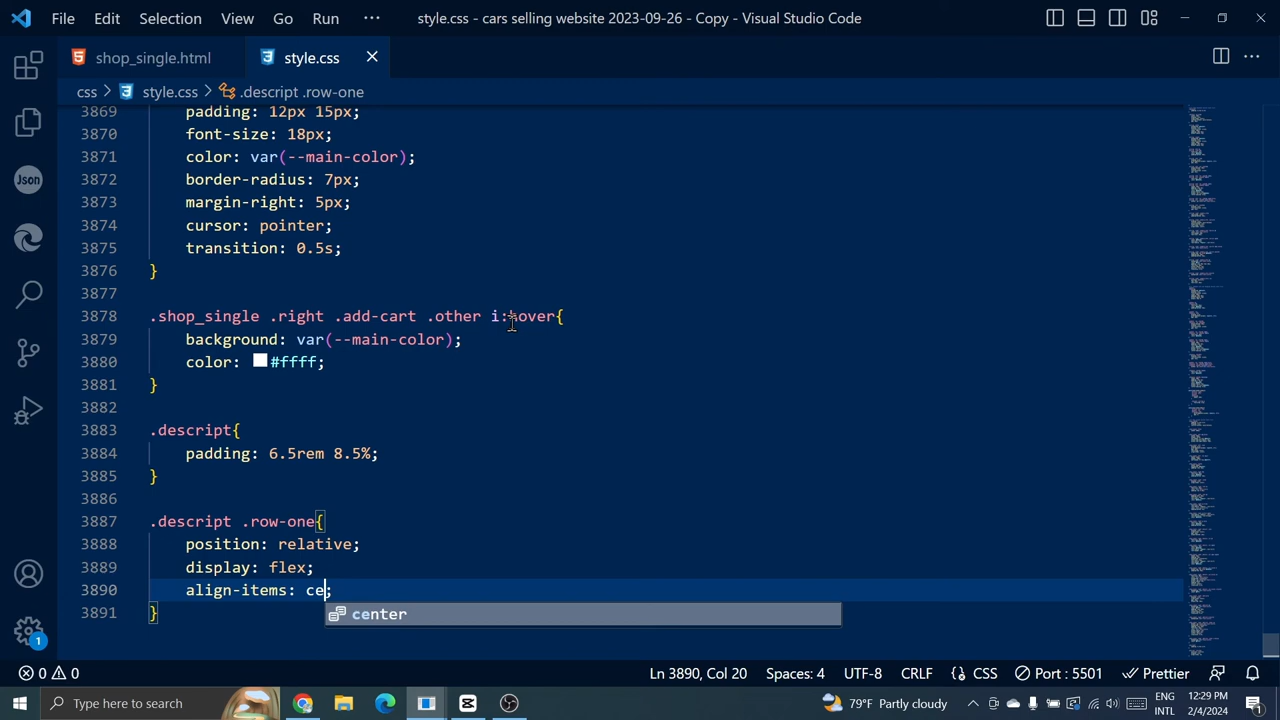 File Edit Selection View Go Run ··· style.css - cars selling website 2023-09-26 - Copy - Visual Studio Code
shop_single.html style.css
css > style.css > .descript .row-one
3869 padding: 12px 15px;
3870 font-size: 18px;
3871 color: var(--main-color);
3872 border-radius: 7px;
3873 margin-right: 5px;
3874 cursor: pointer;
3875 transition: 0.5s;
3876 }
3877
3878 .shop_single .right .add-cart .other i:hover{
3879 background: var(--main-color);
3880 color: #ffff;
3881 }
3882
3883 .descript{
3884 padding: 6.5rem 8.5%;
3885 }
3886
3887 .descript .row-one{
3888 position: relative;
3889 display: flex;
3890 align-items: ce;
3891 }
center
Json
1
0 0 Ln 3890, Col 20 Spaces: 4 UTF-8 CRLF {} CSS Port : 5501 Prettier
Type here to search 79°F Partly cloudy ENG INTL 12:29 PM 2/4/2024